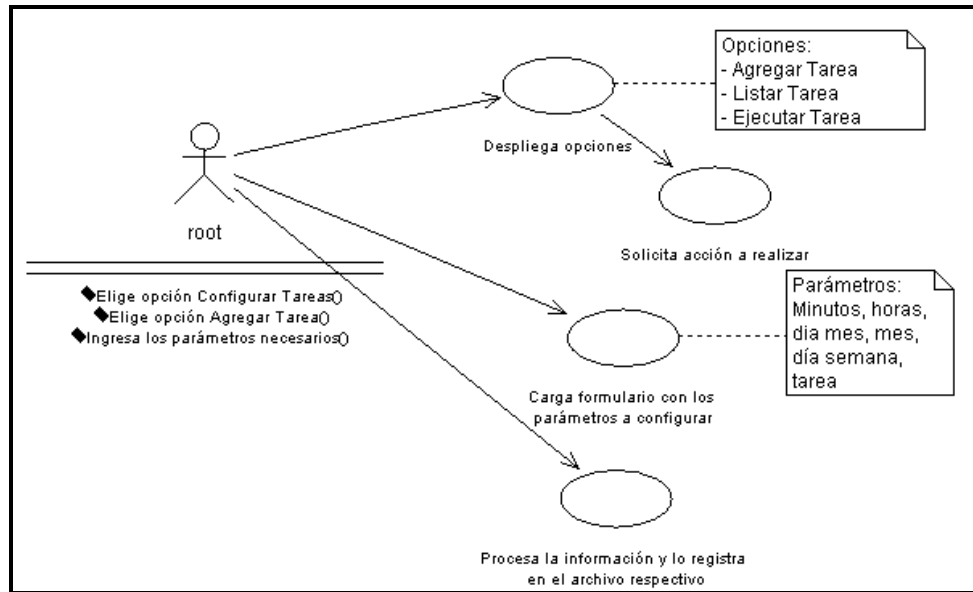 Opciones:
- Agregar Tarea
- Listar Tarea
- Ejecutar Tarea
Despliega opciones
root
Solicita acción a realizar
Elige opción Configurar Tareas()
Elige opción Agregar Tarea()
Ingresa los parámetros necesarios()
Parámetros:
Minutos, horas,
dia mes, mes,
día semana,
tarea
Carga formulario con los
parámetros a configurar
Procesa la información y lo registra
en el archivo respectivo